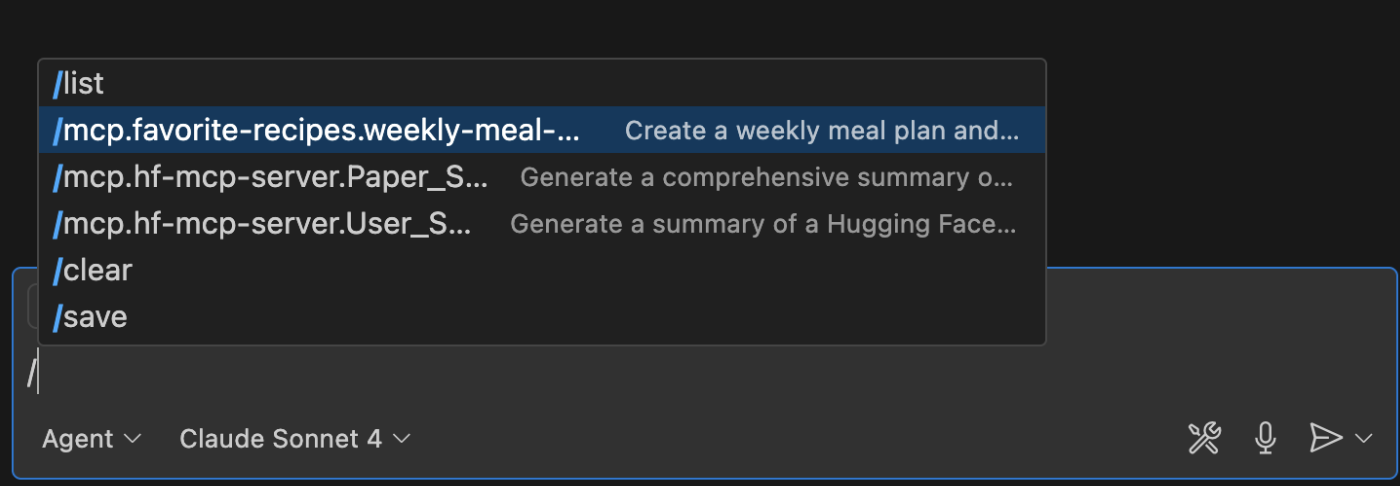 /list
/mcp.favorite-recipes.weekly-meal-... Create a weekly meal plan and...
/mcp.hf-mcp-server.Paper_S... Generate a comprehensive summary o...
/mcp.hf-mcp-server.User_S... Generate a summary of a Hugging Face...
/clear
/save
/
Agent Claude Sonnet 4